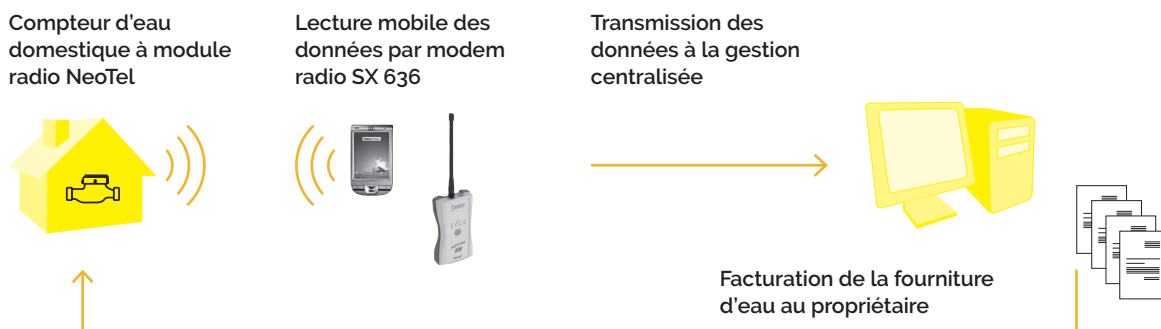 Compteur d'eau
domestique à module
radio NeoTel
Lecture mobile des
données par modem
radio SX 636
Transmission des
données à la gestion
centralisée
Facturation de la fourniture
d'eau au propriétaire